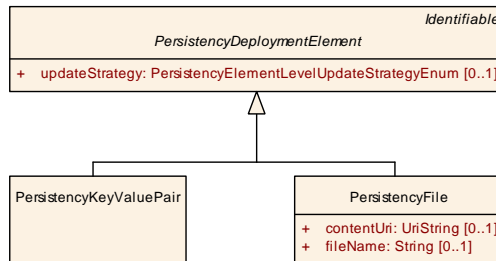 Identifiable
PersistencyDeploymentElement
+ updateStrategy: PersistencyElementLevelUpdateStrategyEnum [0..1]
PersistencyKeyValuePair
PersistencyFile
+ contentUri: UriString [0..1]
+ fileName: String [0..1]